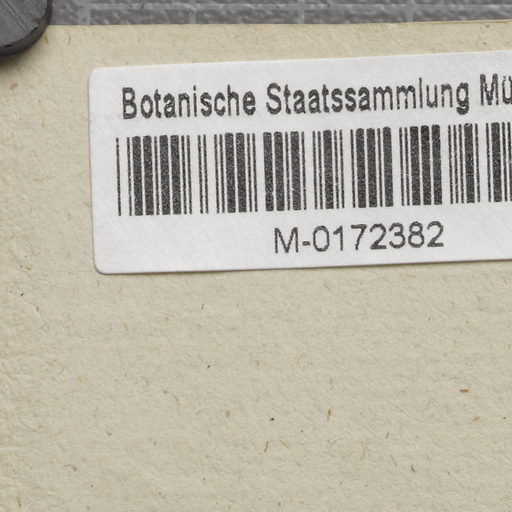 Botanische Staatssammlung Mü
M-0172382